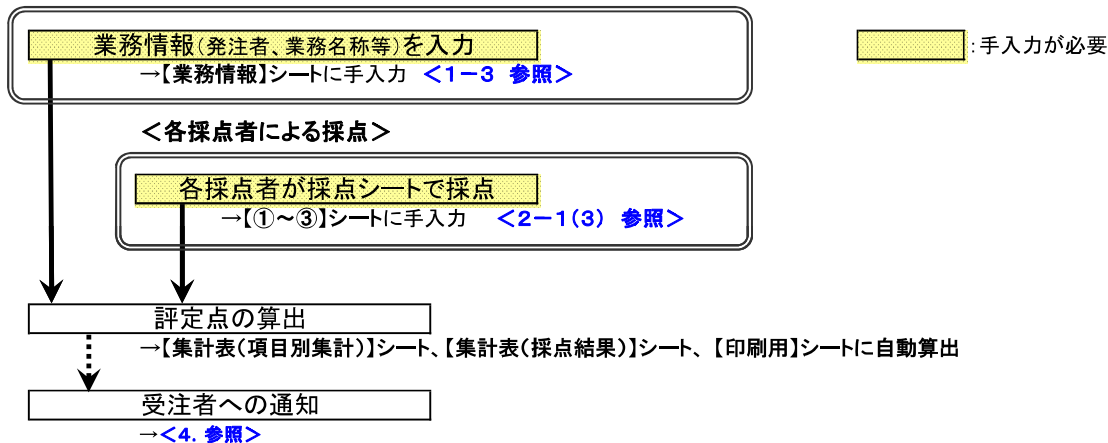 業務情報(発注者、業務名称等)を入力
:手入力が必要
→【業務情報】シートに手入力 <1-3 参照>
<各採点者による採点>
各採点者が採点シートで採点
→【①~③】シートに手入力 <2-1(3) 参照>
評定点の算出
→【集計表(項目別集計)】シート、【集計表(採点結果)】シート、【印刷用】シートに自動算出
受注者への通知
→<4. 参照>